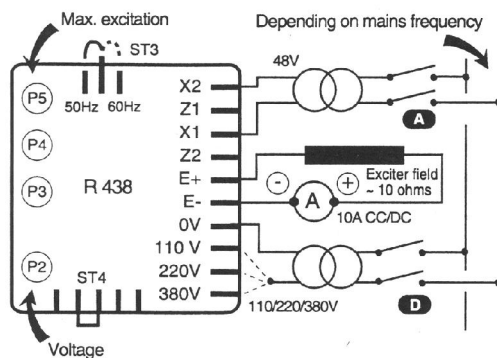 Max. excitation
Depending on mains frequency
ST3
50Hz 60Hz
P5
P4
P3
P2
R 438
X2
Z1
X1
Z2
E+
E-
0V
110 V
220V
380V
48V
A
Exciter field
~ 10 ohms
- A +
10A CC/DC
110/220/380V
D
ST4
Voltage